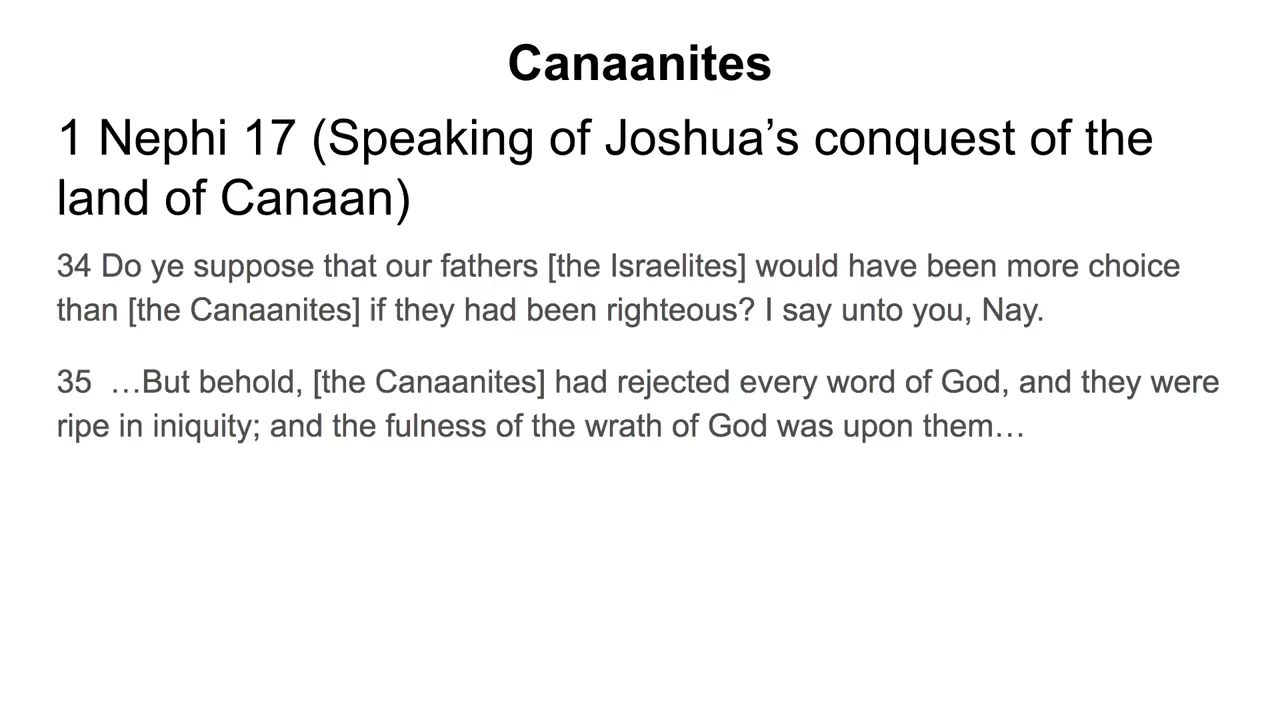 Canaanites
1 Nephi 17 (Speaking of Joshua’s conquest of the
land of Canaan)
34 Do ye suppose that our fathers [the Israelites] would have been more choice
than [the Canaanites] if they had been righteous? I say unto you, Nay.
35  …But behold, [the Canaanites] had rejected every word of God, and they were
ripe in iniquity; and the fulness of the wrath of God was upon them…